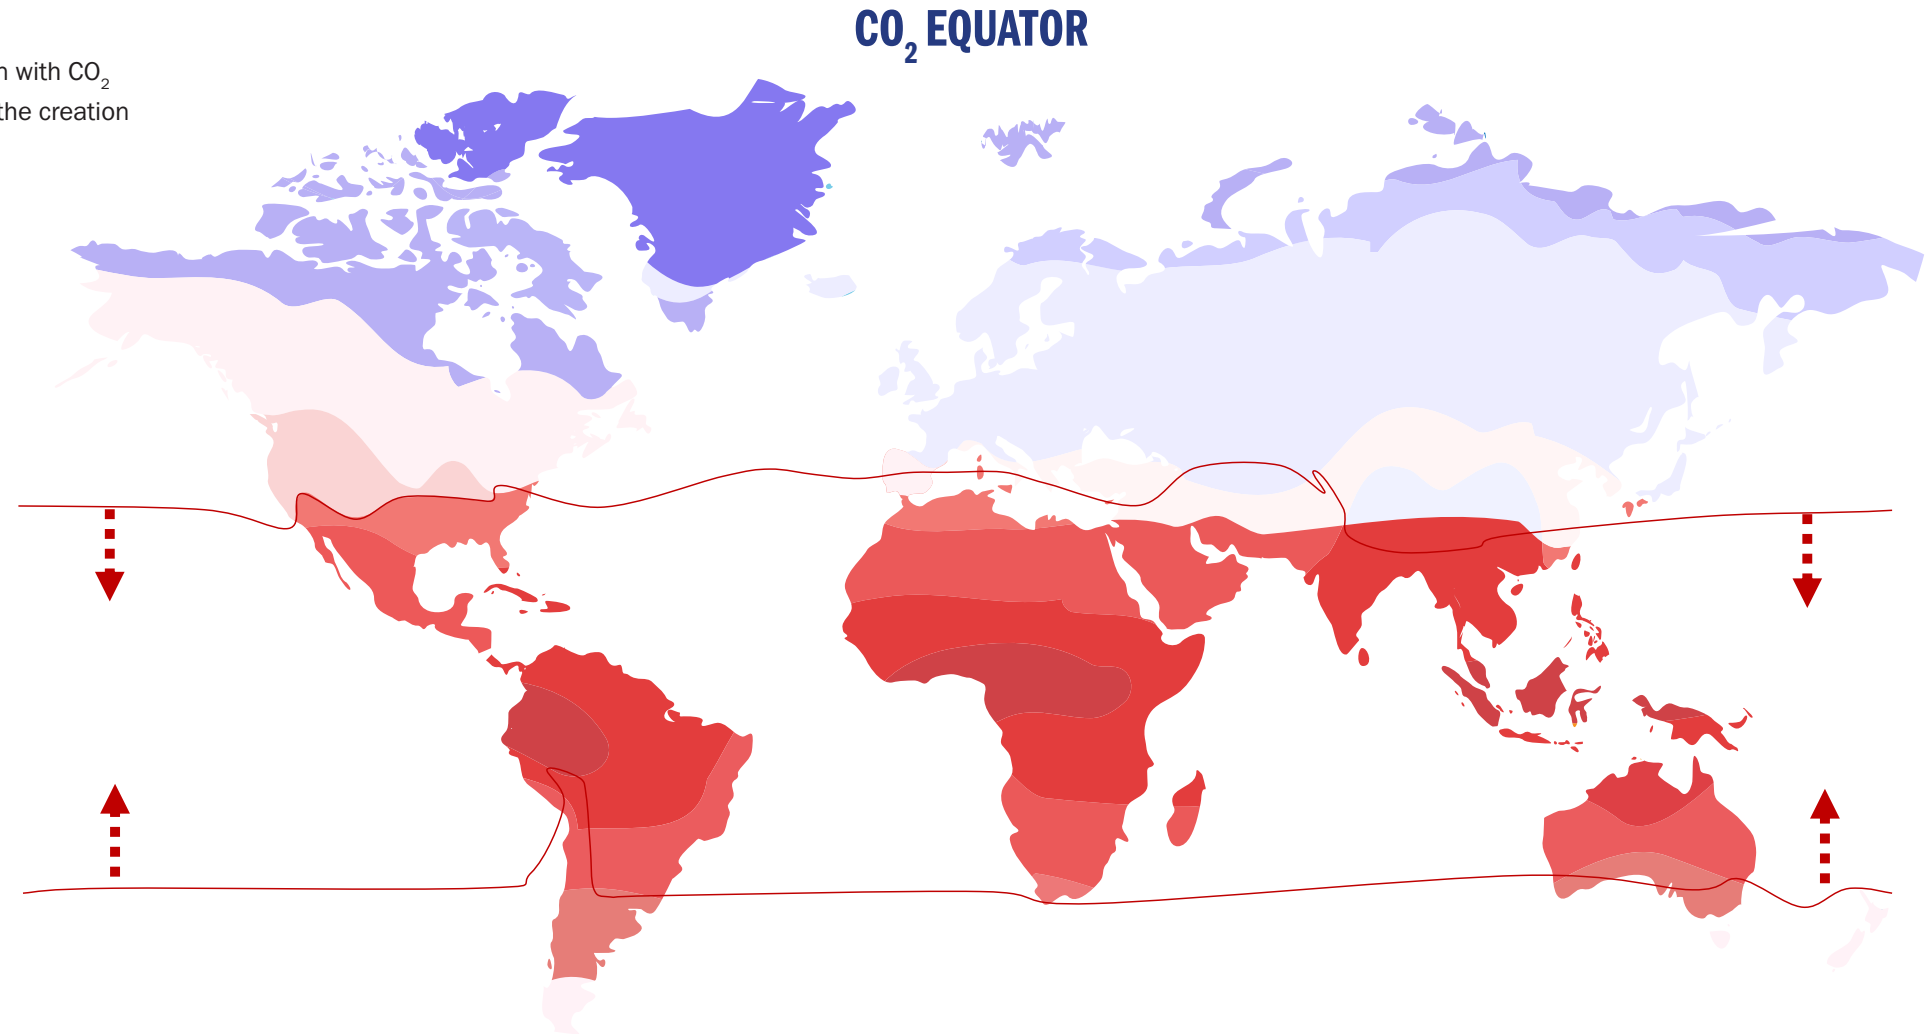 CO₂ EQUATOR
with CO₂
the creation